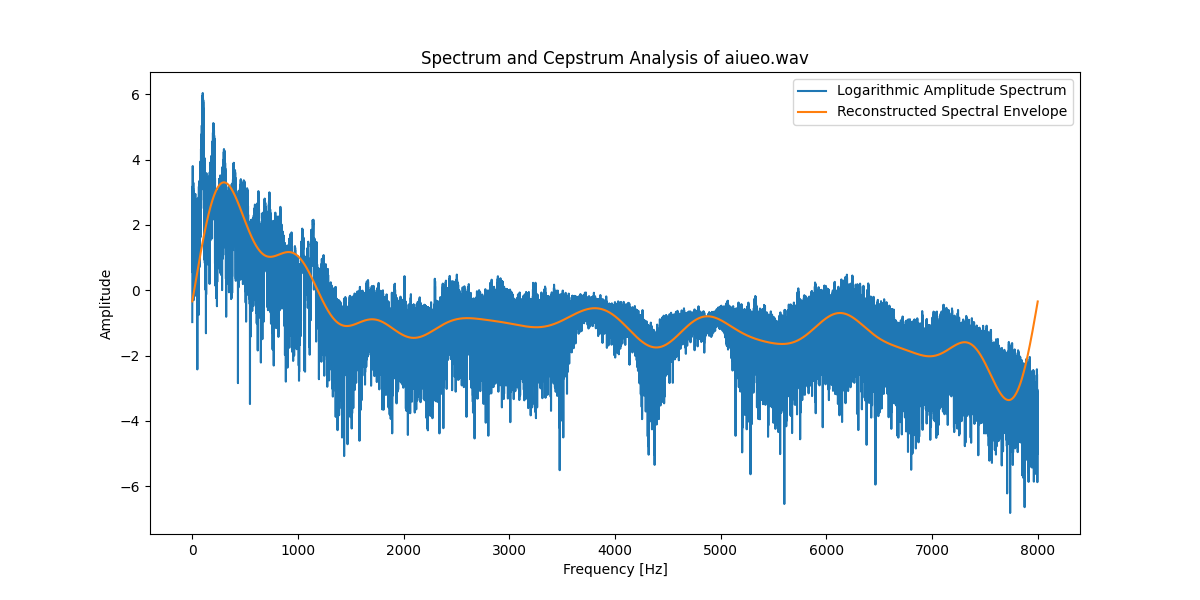 Spectrum and Cepstrum Analysis of aiueo.wav
Logarithmic Amplitude Spectrum
Reconstructed Spectral Envelope
Amplitude
6
4
2
0
−2
−4
−6
0 1000 2000 3000 4000 5000 6000 7000 8000
Frequency [Hz]